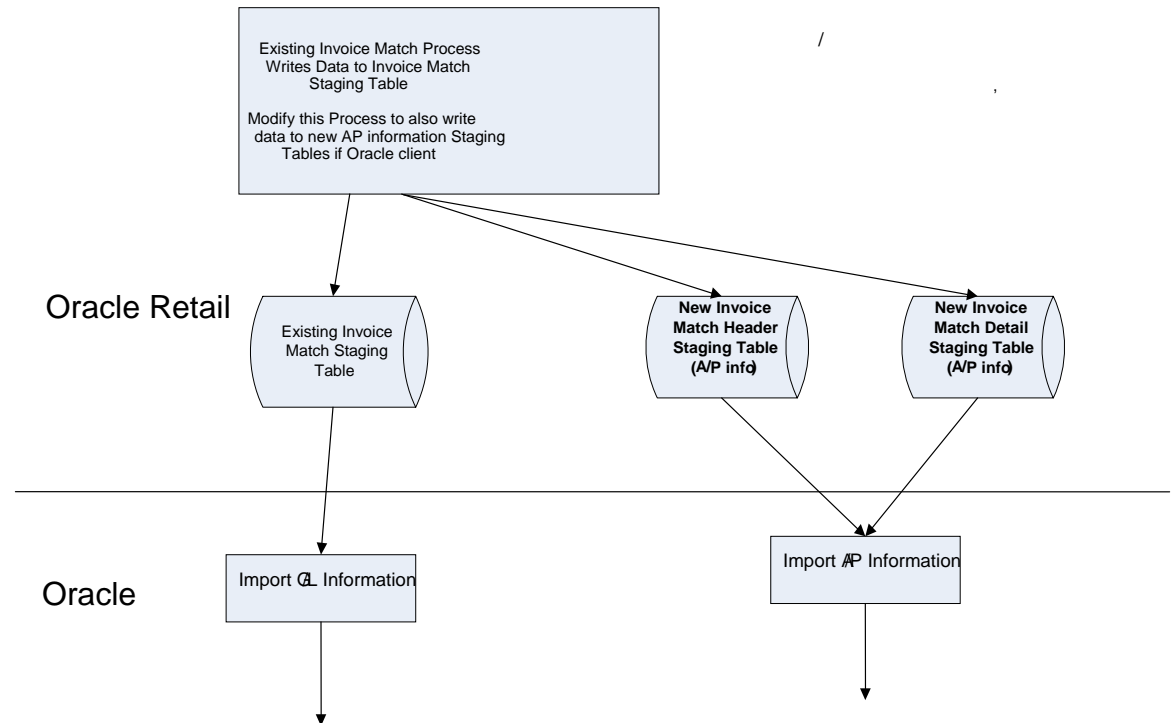 Existing Invoice Match Process
Writes Data to Invoice Match
Staging Table
Modify this Process to also write
data to new AP information Staging
Tables if Oracle client
/
,
Oracle Retail
Existing Invoice
Match Staging
Table
New Invoice
Match Header
Staging Table
(A/P info)
New Invoice
Match Detail
Staging Table
(A/P info)
Oracle
Import G/L Information
Import A/P Information